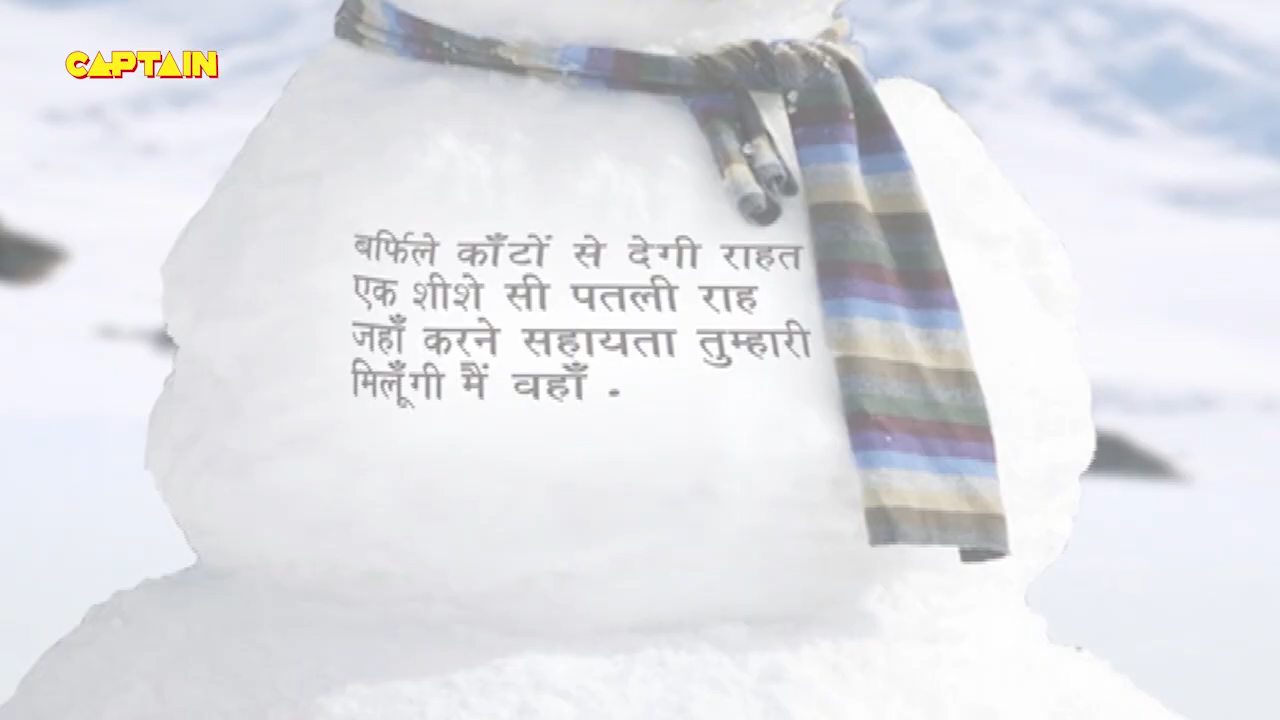 CAPTAIN
बर्फिले काँटों से देगी राहत
एक शीशे सी पतली राह
जहाँ करने सहायता तुम्हारी
मिलूँगी मैं वहाँ -